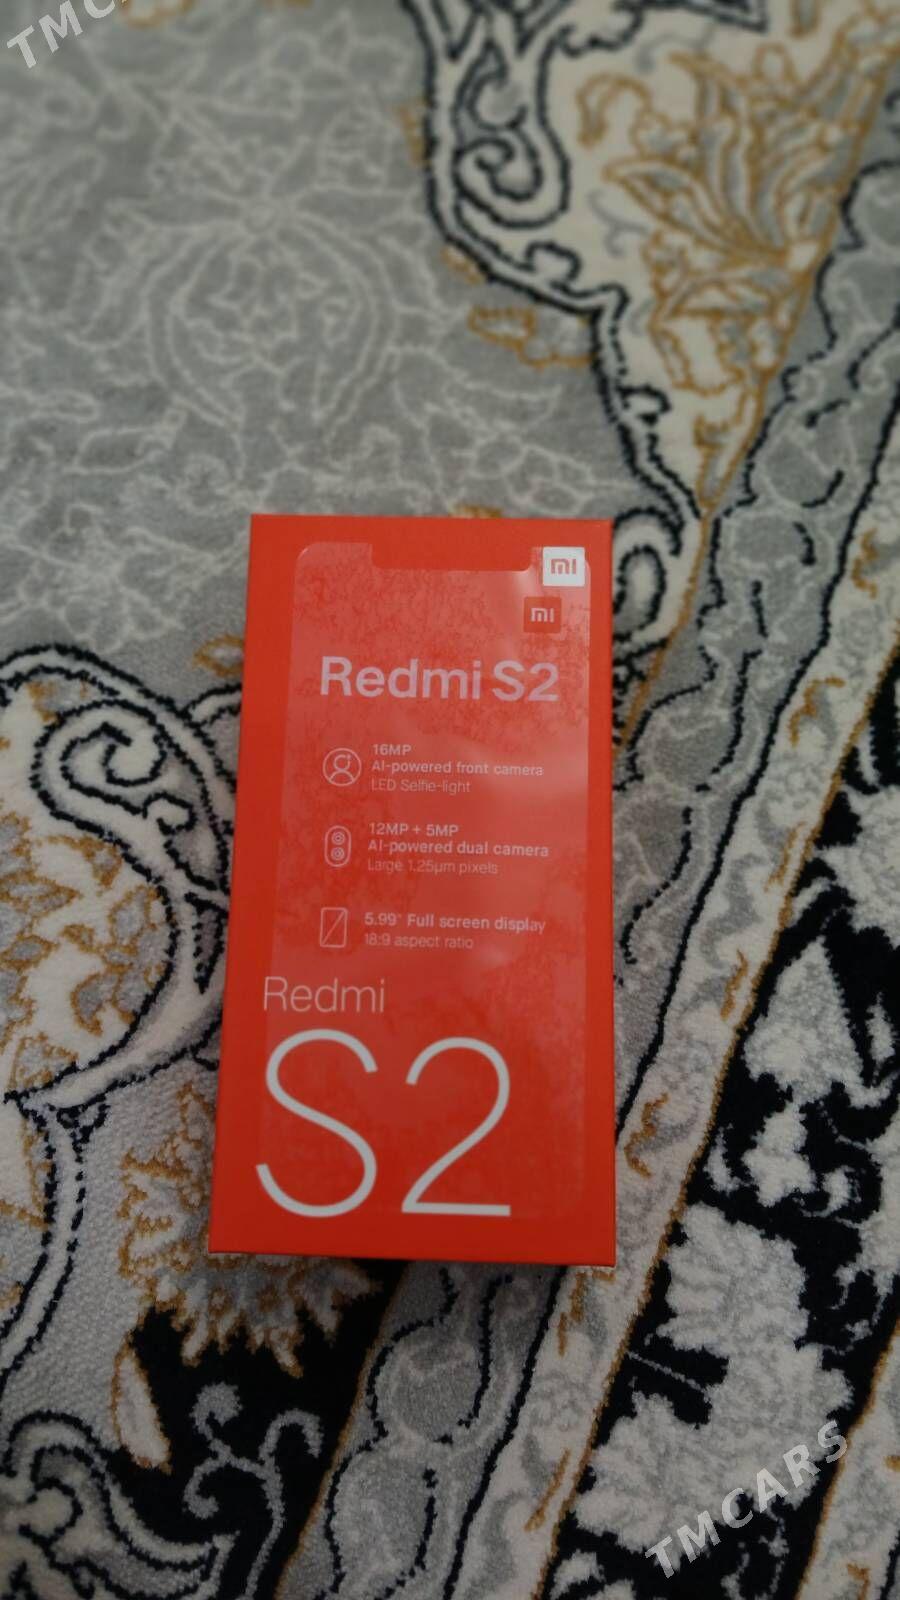 TMC
mi
mi
Redmi S2
16MP
AI-powered front camera
LED Selfie-light
12MP + 5MP
AI-powered dual camera
Large 1.25μm pixels
5.99" Full screen display
18:9 aspect ratio
Redmi
S2
TMCARS